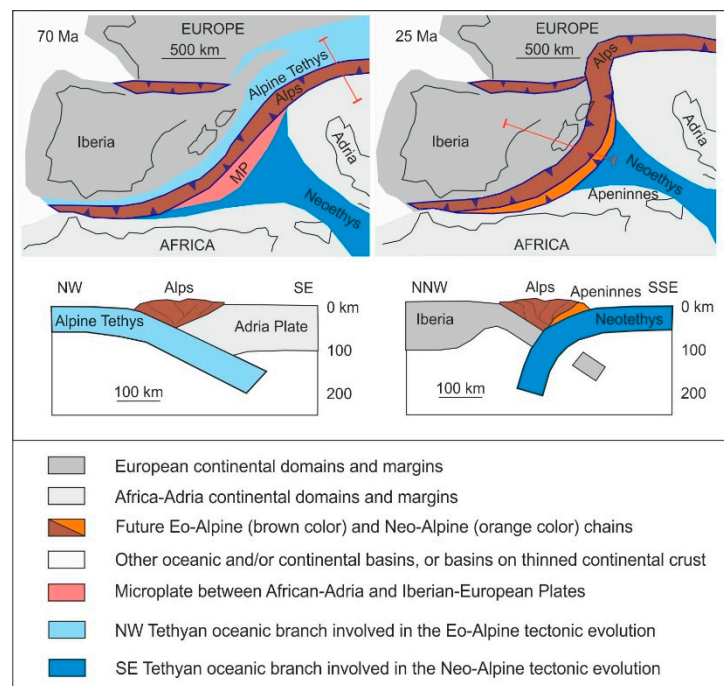 70 Ma
EUROPE
500 km
Alpine Tethys
Alps
Iberia
MP
Adria
Neoethys
AFRICA
25 Ma
EUROPE
500 km
Alps
Iberia
Adria
Neoethys
Apeninnes
AFRICA
NW Alps SE
Alpine Tethys
Adria Plate
0 km
100
200
100 km
NNW Alps Apeninnes SSE
Iberia
Neotethys
0 km
100
200
100 km
European continental domains and margins
Africa-Adria continental domains and margins
Future Eo-Alpine (brown color) and Neo-Alpine (orange color) chains
Other oceanic and/or continental basins, or basins on thinned continental crust
Microplate between African-Adria and Iberian-European Plates
NW Tethyan oceanic branch involved in the Eo-Alpine tectonic evolution
SE Tethyan oceanic branch involved in the Neo-Alpine tectonic evolution